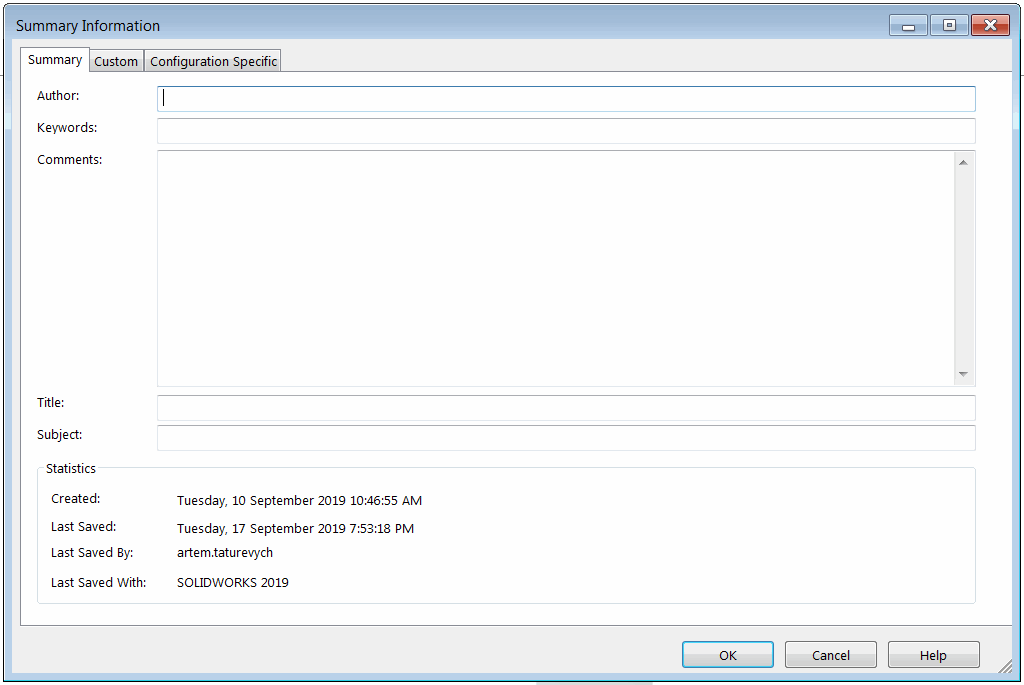 Summary Information
Summary Custom Configuration Specific
Author:
Keywords:
Comments:
Title:
Subject:
Statistics
Created: Tuesday, 10 September 2019 10:46:55 AM
Last Saved: Tuesday, 17 September 2019 7:53:18 PM
Last Saved By: artem.taturevych
Last Saved With: SOLIDWORKS 2019
OK Cancel Help